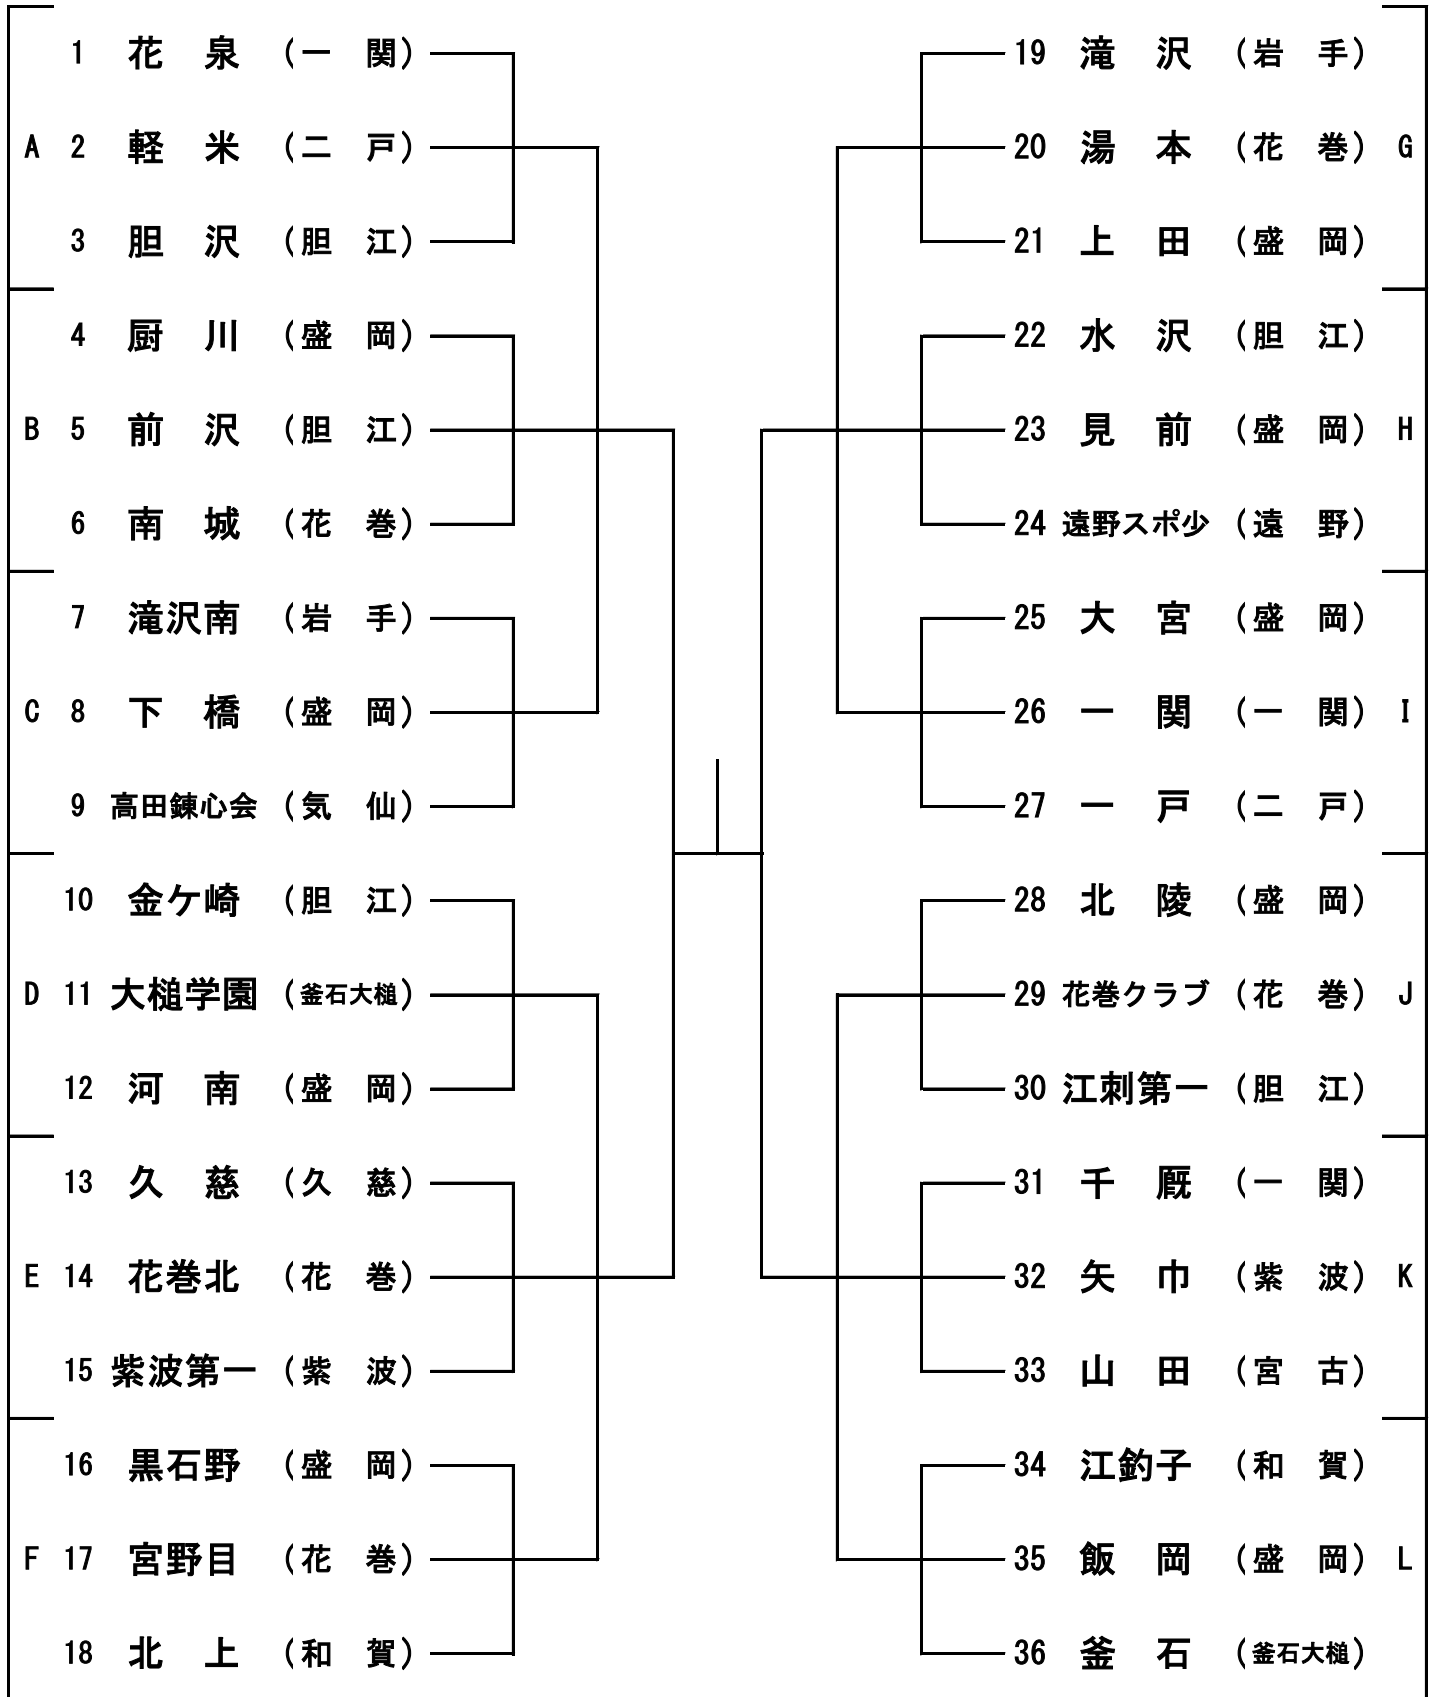 1 花 泉 (一 関)
A 2 軽 米 (二 戸)
3 胆 沢 (胆 江)
4 厨 川 (盛 岡)
B 5 前 沢 (胆 江)
6 南 城 (花 巻)
7 滝沢南 (岩 手)
C 8 下 橋 (盛 岡)
9 高田錬心会 (気 仙)
10 金ケ崎 (胆 江)
D 11 大槌学園 (釜石大槌)
12 河 南 (盛 岡)
13 久 慈 (久 慈)
E 14 花巻北 (花 巻)
15 紫波第一 (紫 波)
16 黒石野 (盛 岡)
F 17 宮野目 (花 巻)
18 北 上 (和 賀)
19 滝 沢 (岩 手)
20 湯 本 (花 巻) G
21 上 田 (盛 岡)
22 水 沢 (胆 江)
23 見 前 (盛 岡) H
24 遠野スポ少 (遠 野)
25 大 宮 (盛 岡)
26 一 関 (一 関) I
27 一 戸 (二 戸)
28 北 陵 (盛 岡)
29 花巻クラブ (花 巻) J
30 江刺第一 (胆 江)
31 千 厩 (一 関)
32 矢 巾 (紫 波) K
33 山 田 (宮 古)
34 江釣子 (和 賀)
35 飯 岡 (盛 岡) L
36 釜 石 (釜石大槌)